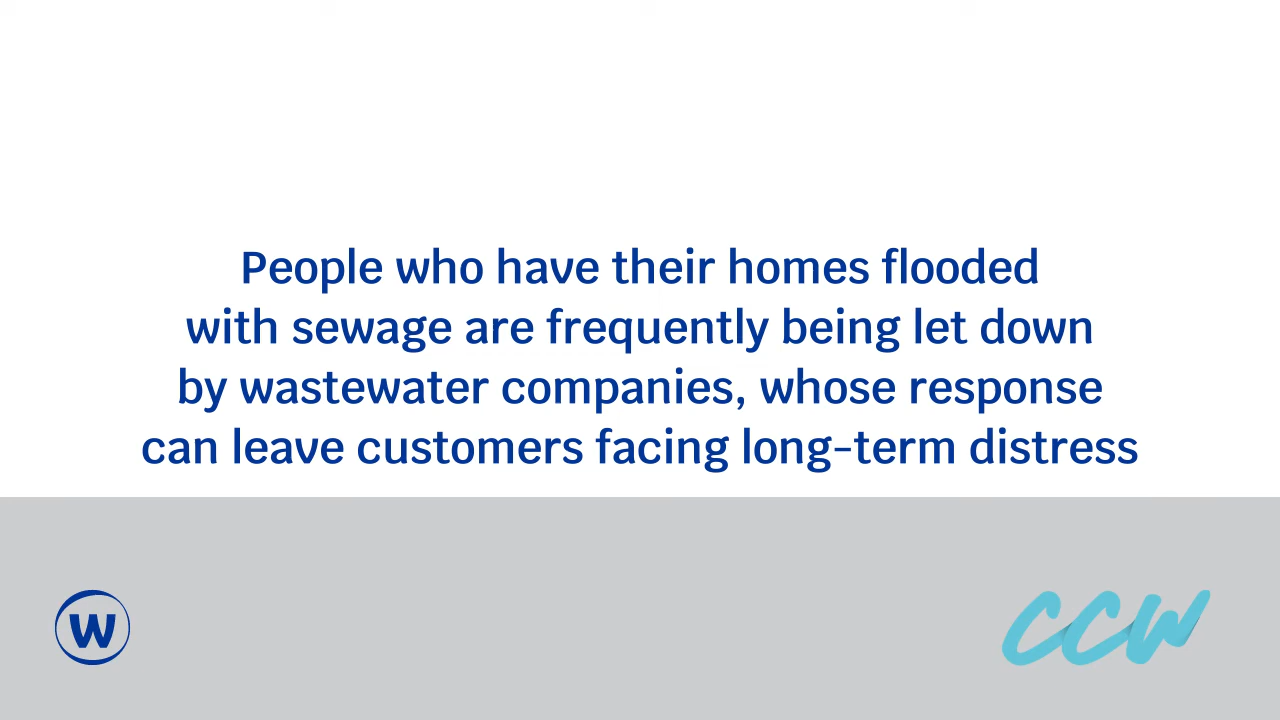 People who have their homes flooded
with sewage are frequently being let down
by wastewater companies, whose response
can leave customers facing long-term distress
W
CCW